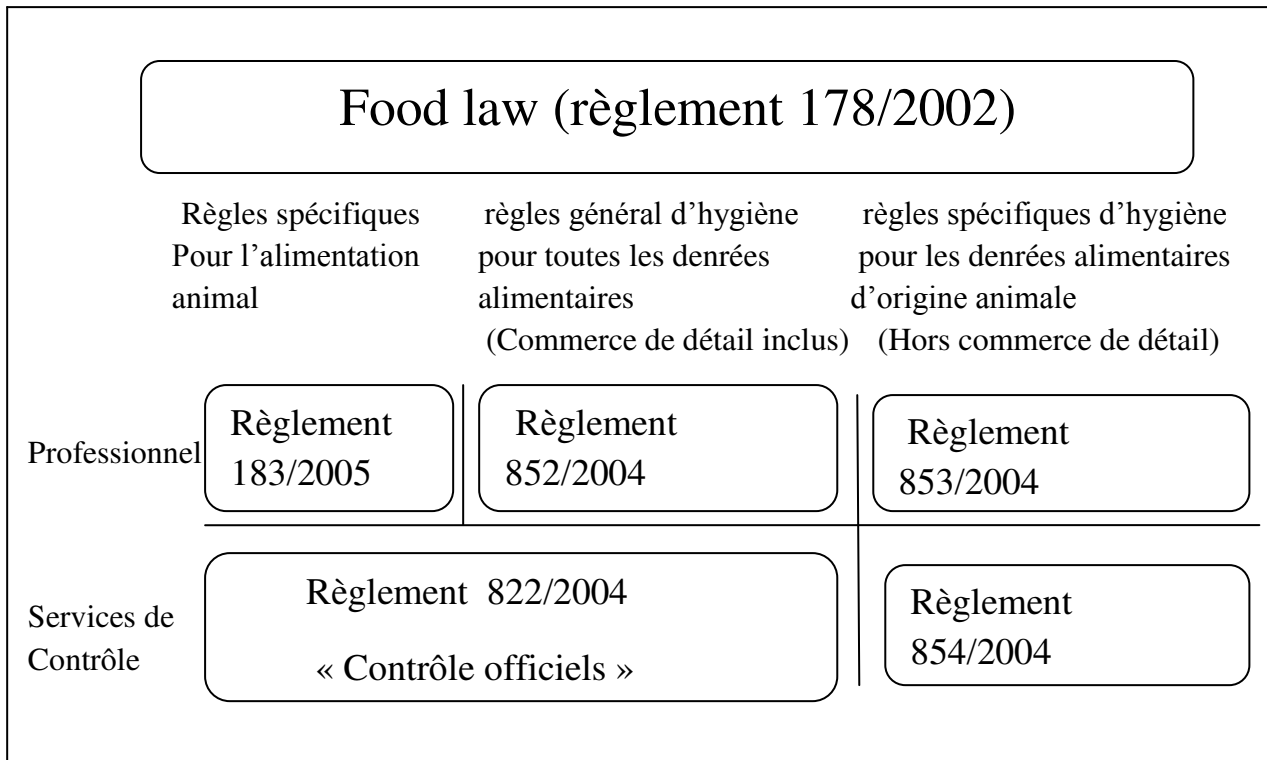 Food law (règlement 178/2002)
Règles spécifiques
Pour l’alimentation
animal
règles général d’hygiène
pour toutes les denrées
alimentaires
(Commerce de détail inclus)
règles spécifiques d’hygiène
pour les denrées alimentaires
d’origine animale
(Hors commerce de détail)
Professionnel
Règlement
183/2005
Règlement
852/2004
Règlement
853/2004
Services de
Contrôle
Règlement 822/2004
« Contrôle officiels »
Règlement
854/2004